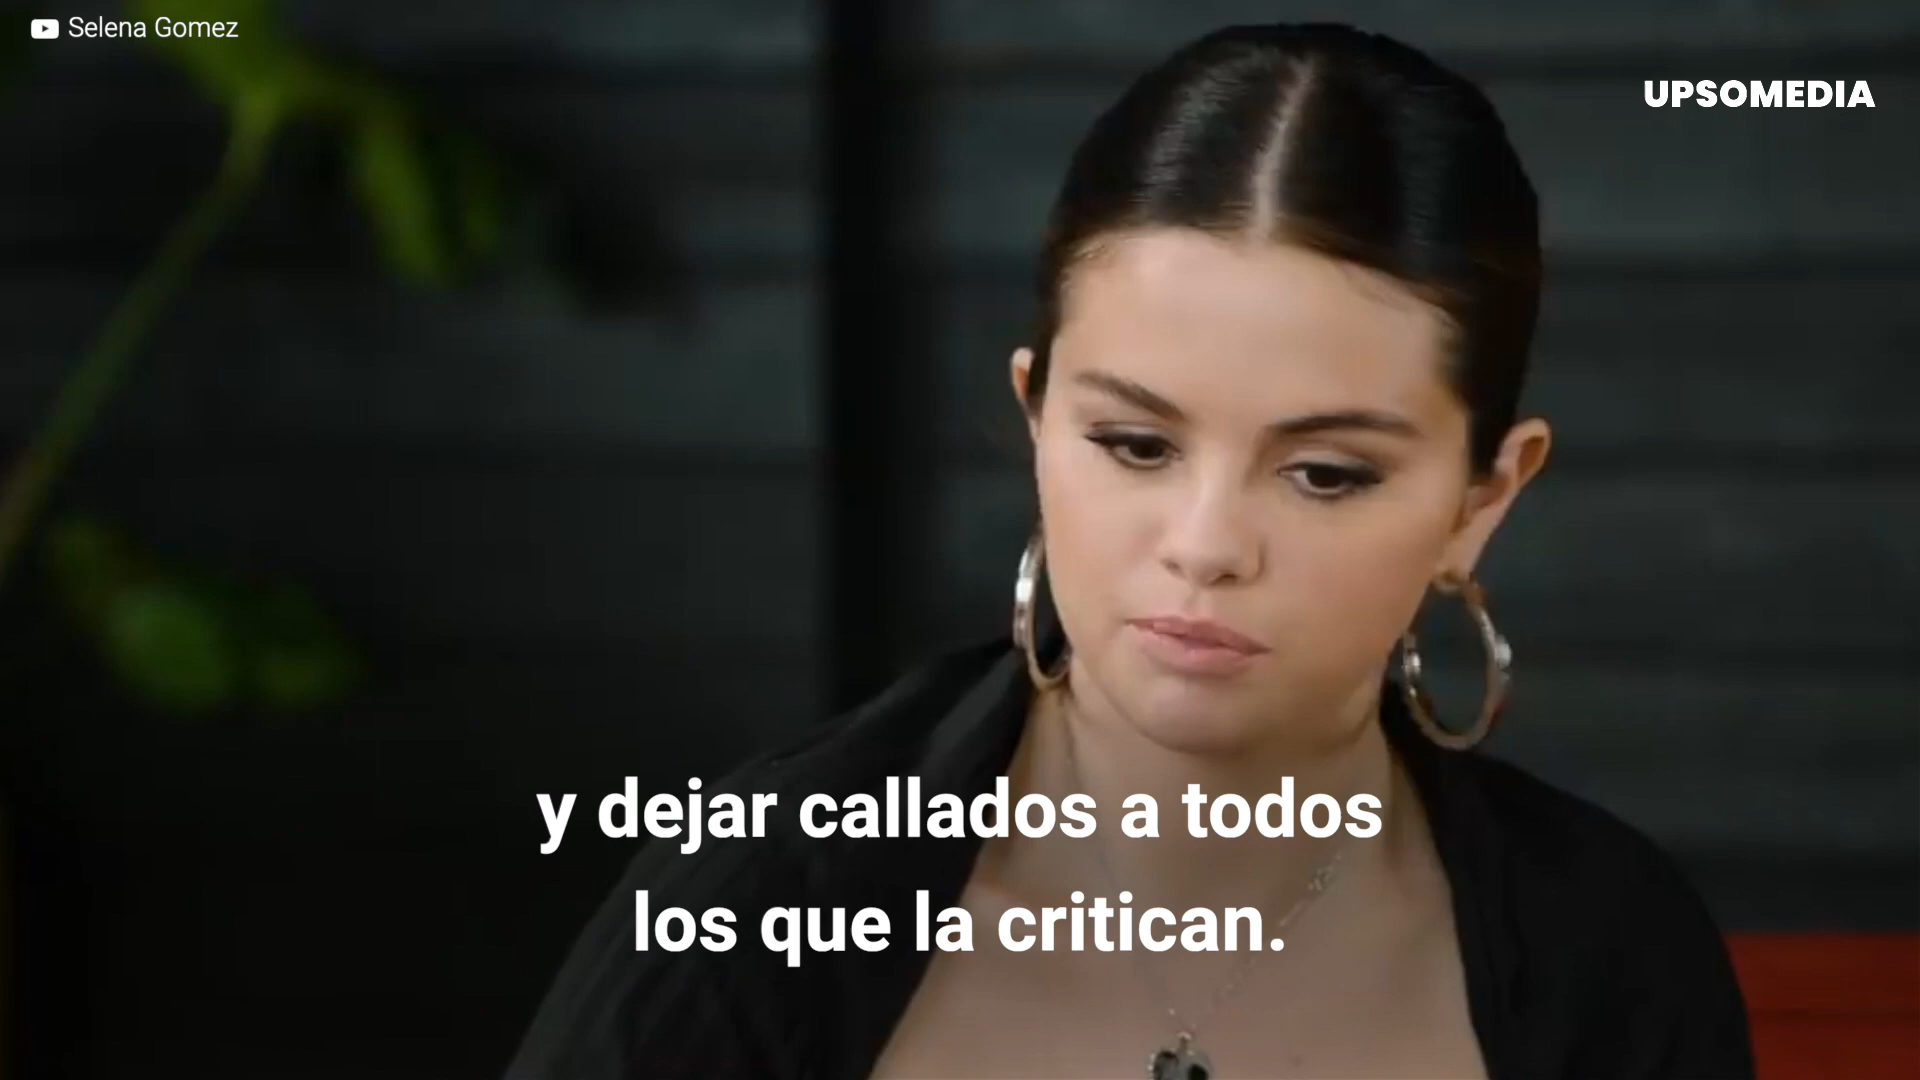 Selena Gomez
UPSOMEDIA
y dejar callados a todos
los que la critican.